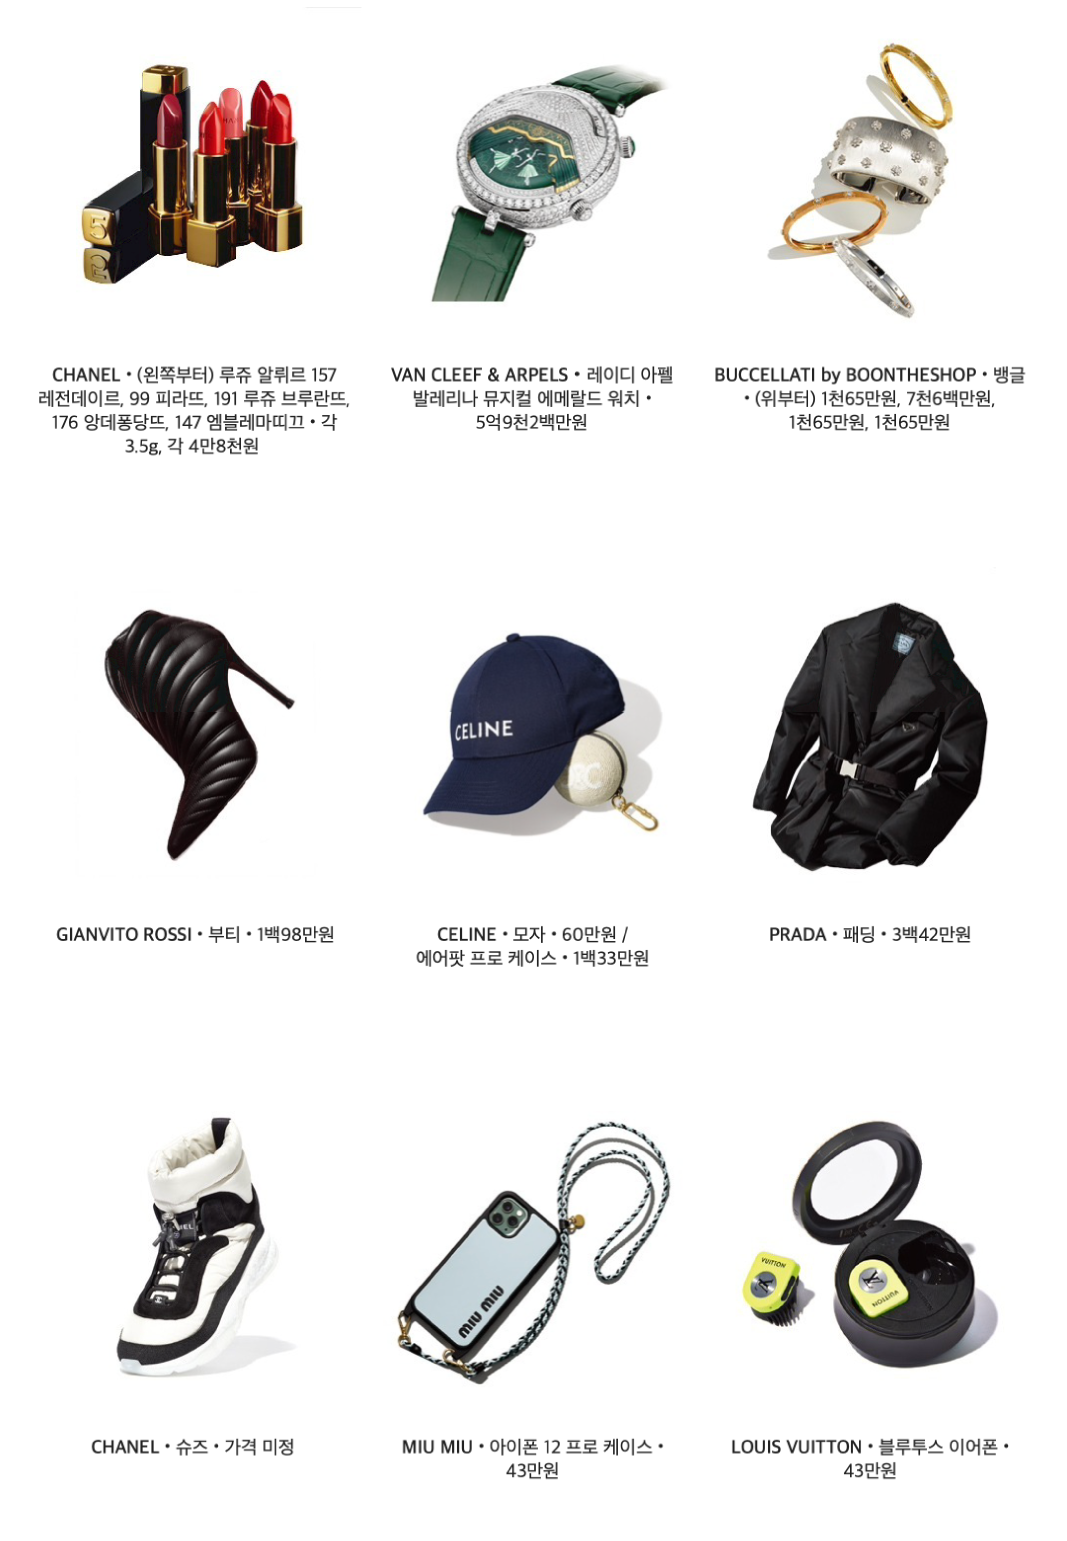 5
CHANEL • (왼쪽부터) 루쥬 알뤼르 157
레전데이르, 99 피라뜨, 191 루쥬 브루란뜨,
176 앙데퐁당뜨, 147 엠블레마띠끄 • 각
3.5g, 각 4만8천원
VAN CLEEF & ARPELS • 레이디 아펠
발레리나 뮤지컬 에메랄드 워치 •
5억9천2백만원
BUCCELLATI by BOONTHESHOP • 뱅글
• (위부터) 1천65만원, 7천6백만원,
1천65만원, 1천65만원
GIANVITO ROSSI • 부티 • 1백98만원
CELINE
CELINE • 모자 • 60만원 /
에어팟 프로 케이스 • 1백33만원
PRADA • 패딩 • 3백42만원
CHANEL • 슈즈 • 가격 미정
MIU MIU
MIU MIU • 아이폰 12 프로 케이스 •
43만원
VUITTON
VUITTON
LOUIS VUITTON • 블루투스 이어폰 •
43만원